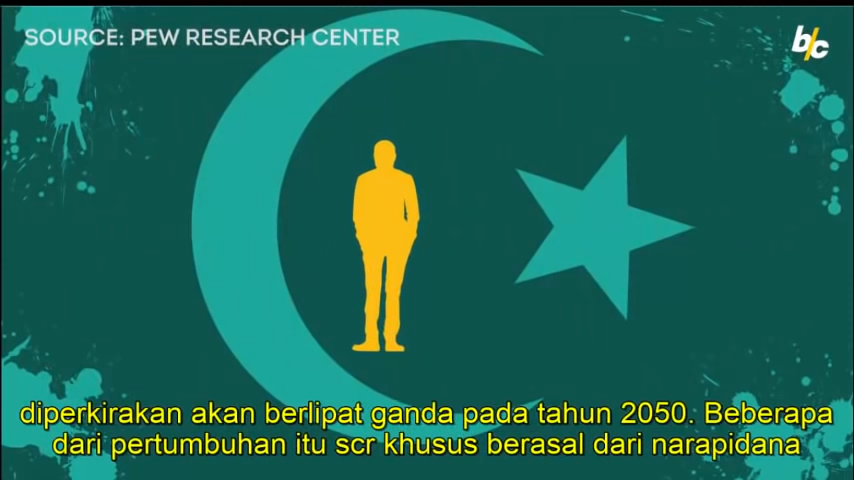 SOURCE: PEW RESEARCH CENTER
b/c
diperkirakan akan berlipat ganda pada tahun 2050. Beberapa
dari pertumbuhan itu scr khusus berasal dari narapidana